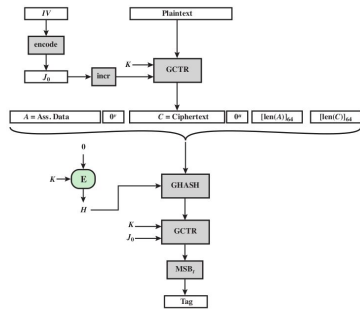 IV
Plaintext
encode
K
J0
incr
GCTR
A = Ass. Data
0v
C = Ciphertext
0u
[len(A)]64
[len(C)]64
0
K
E
GHASH
H
K
J0
GCTR
MSBt
Tag